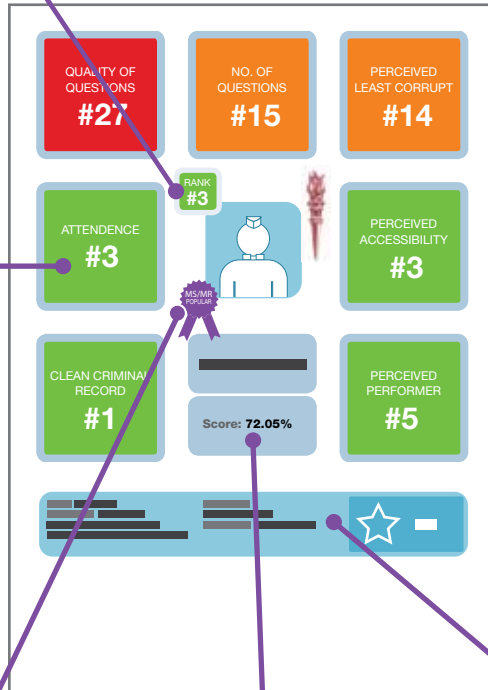 QUALITY OF
QUESTIONS
#27
NO. OF
QUESTIONS
#15
PERCEIVED
LEAST CORRUPT
#14
RANK
#3
ATTENDENCE
#3
PERCEIVED
ACCESSIBILITY
#3
MS/MR
POPULAR
CLEAN CRIMINAL
RECORD
#1
Score: 72.05%
PERCEIVED
PERFORMER
#5